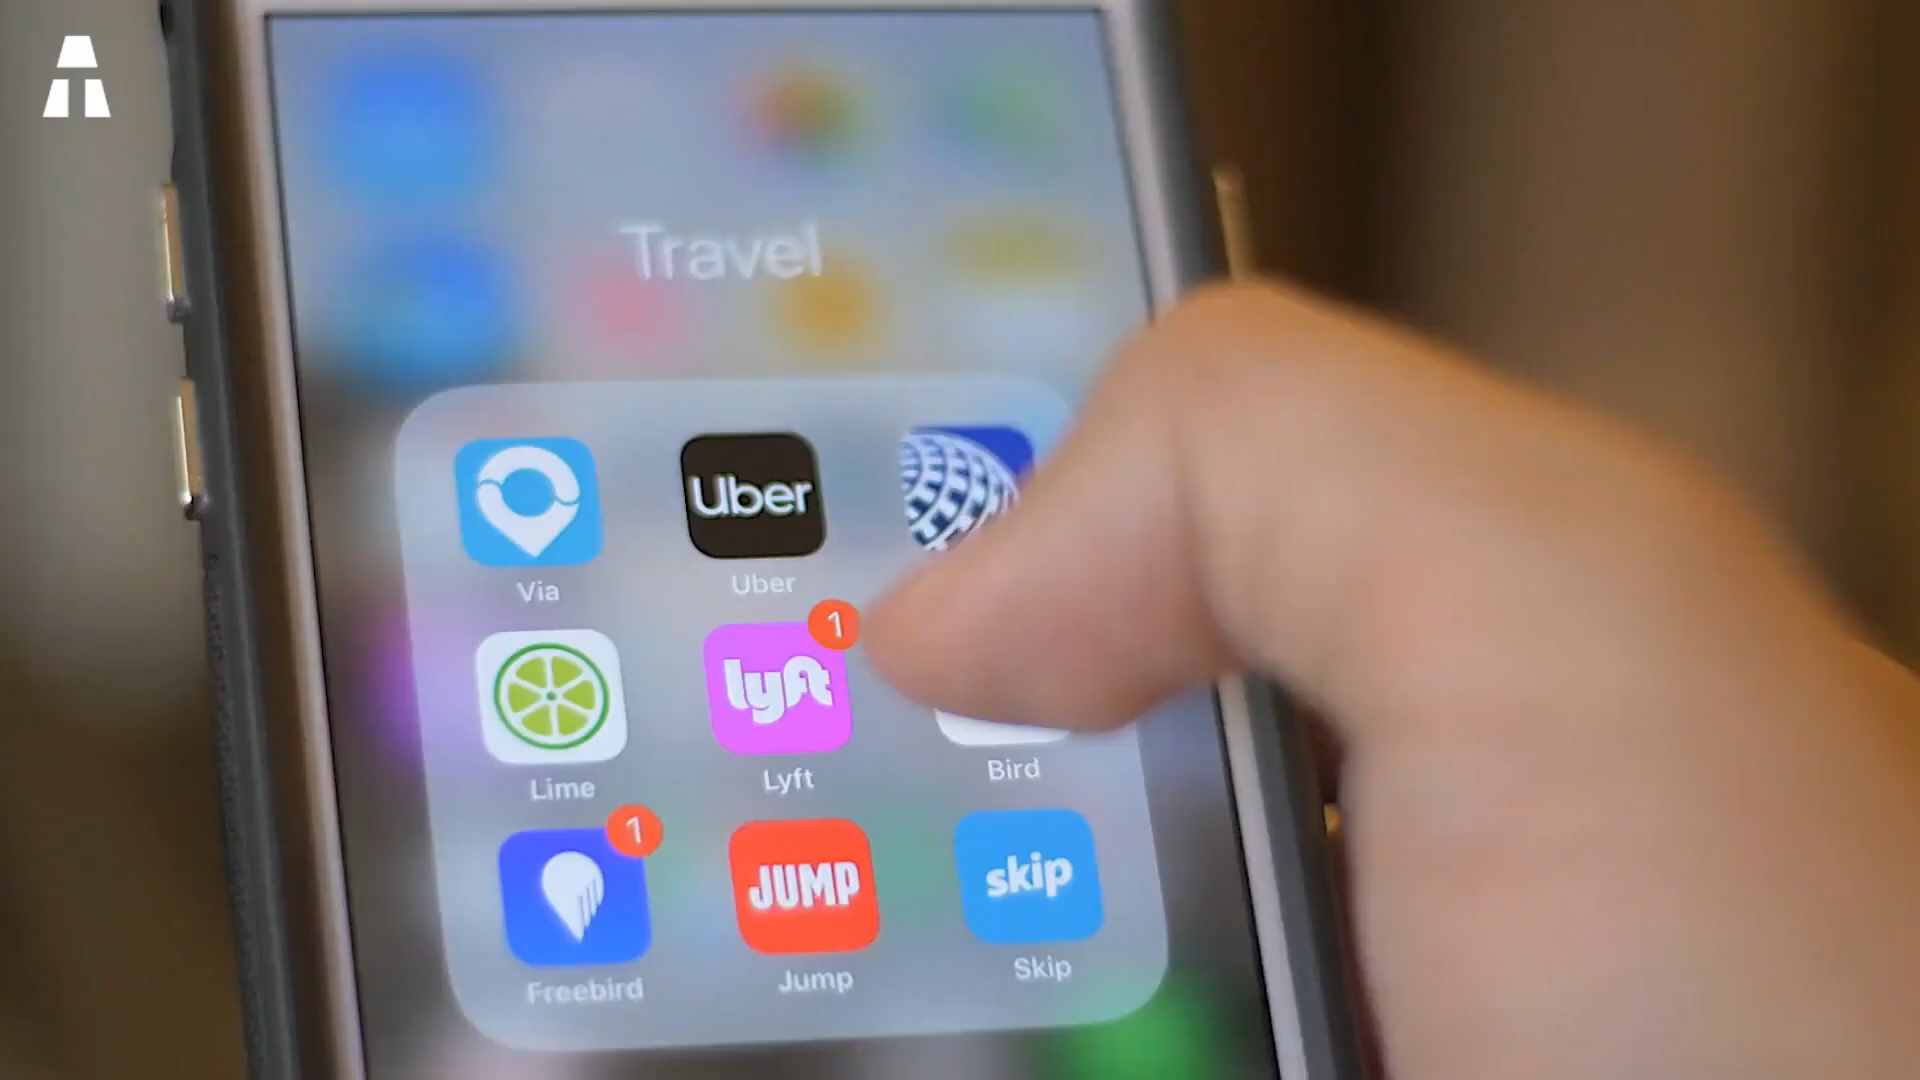 Travel
Uber
Via
Uber
1
lyft
Lime
Lyft
Bird
1
JUMP
skip
Freebird
Jump
Skip